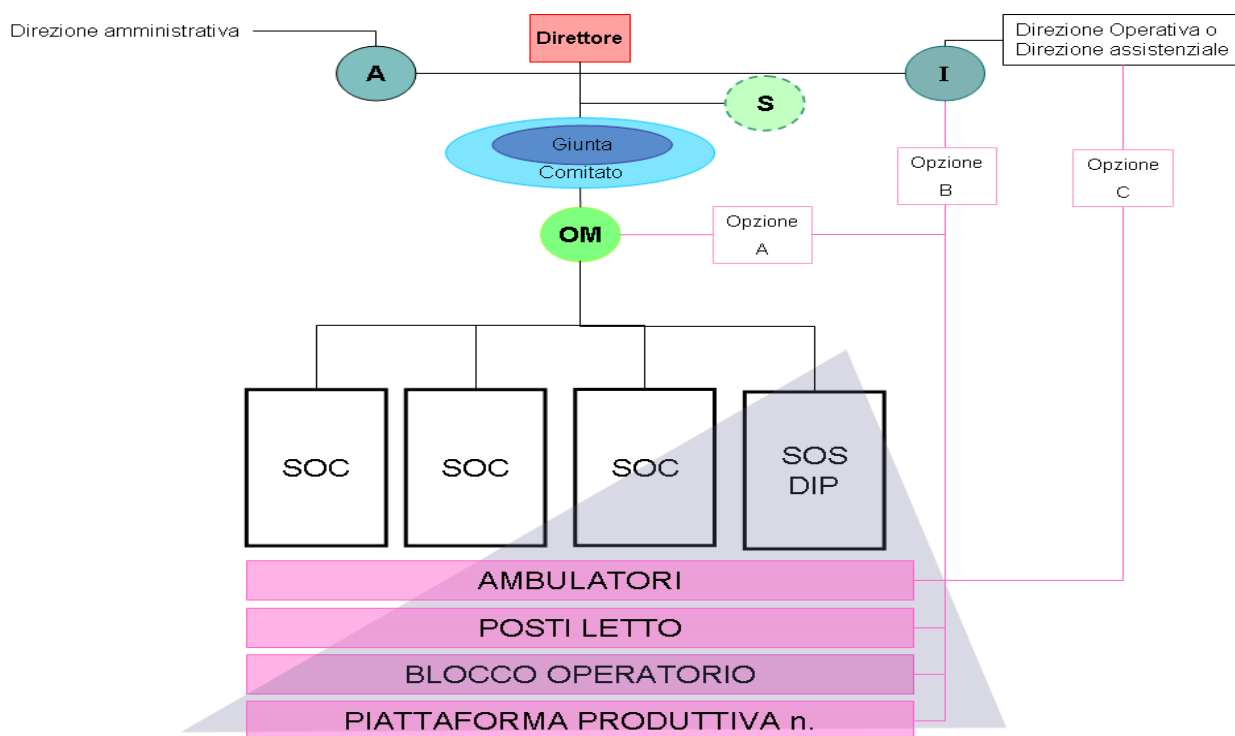 Direzione amministrativa
Direttore
Direzione Operativa o
Direzione assistenziale
A
I
S
Giunta
Comitato
Opzione
B
Opzione
C
OM
Opzione
A
SOC
SOC
SOC
SOS
DIP
AMBULATORI
POSTI LETTO
BLOCCO OPERATORIO
PIATTAFORMA PRODUTTIVA n.